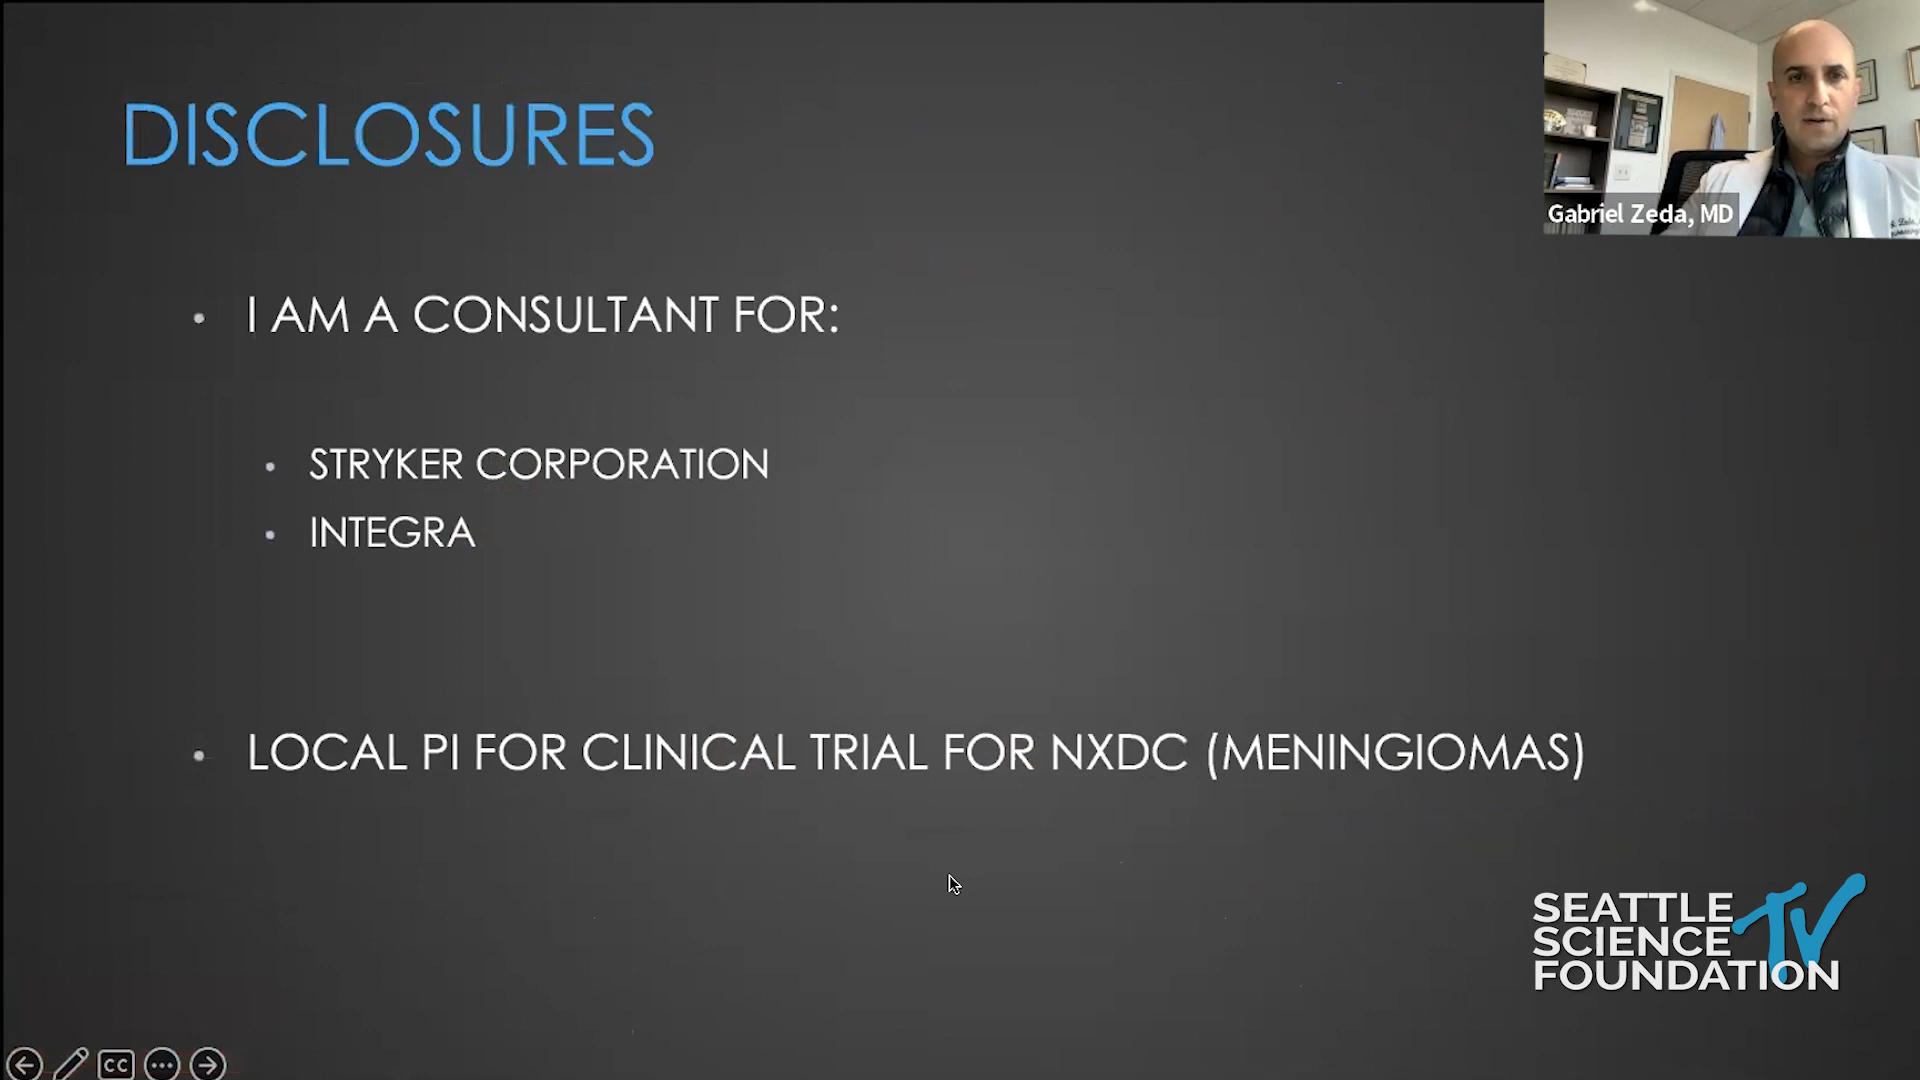 DISCLOSURES
Gabriel Zeda, MD
• I AM A CONSULTANT FOR:
• STRYKER CORPORATION
• INTEGRA
• LOCAL PI FOR CLINICAL TRIAL FOR NXDC (MENINGIOMAS)
SEATTLE
SCIENCE
FOUNDATION
TV
CC